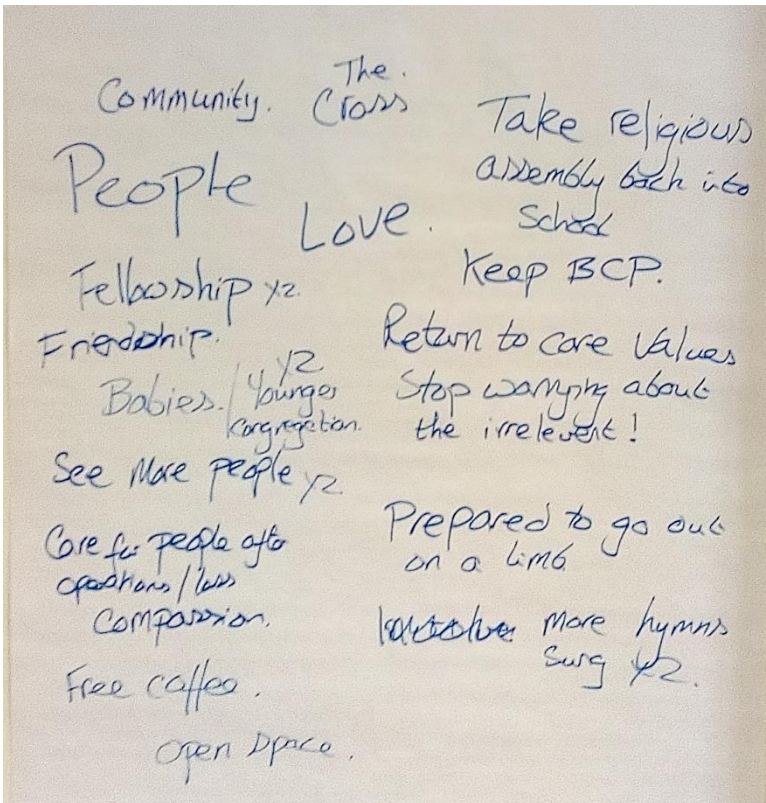 Community.
The.
Cross
People
Love.
Fellowship x2.
Friendship.
Babies. / Younger x2
Congregation.
See More people x2.
Care for people after
operations / loss
Compassion.
Free coffee.
Open Space.
Take religious
assembly back into
School
Keep BCP.
Return to core Values
Stop worrying about
the irrelevent!
Prepared to go out
on a limb
More hymns
Sung x2.